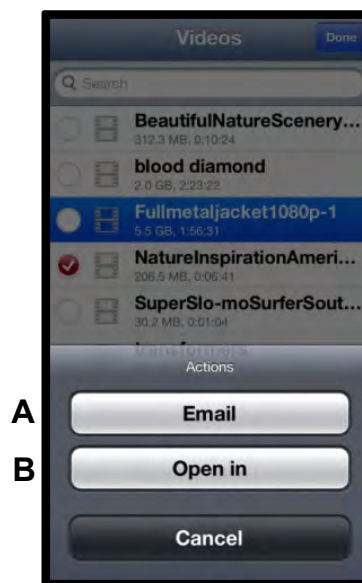 Videos
Done
Search
BeautifulNatureScenery...
312.3 MB, 0:10:24
blood diamond
2.0 GB, 2:23:22
Fullmetaljacket1080p-1
5.5 GB, 1:56:31
NatureInspirationAmeri...
206.5 MB, 0:06:41
SuperSlo-moSurferSout...
30.2 MB, 0:01:04
transformers
Actions
A
Email
B
Open in
Cancel